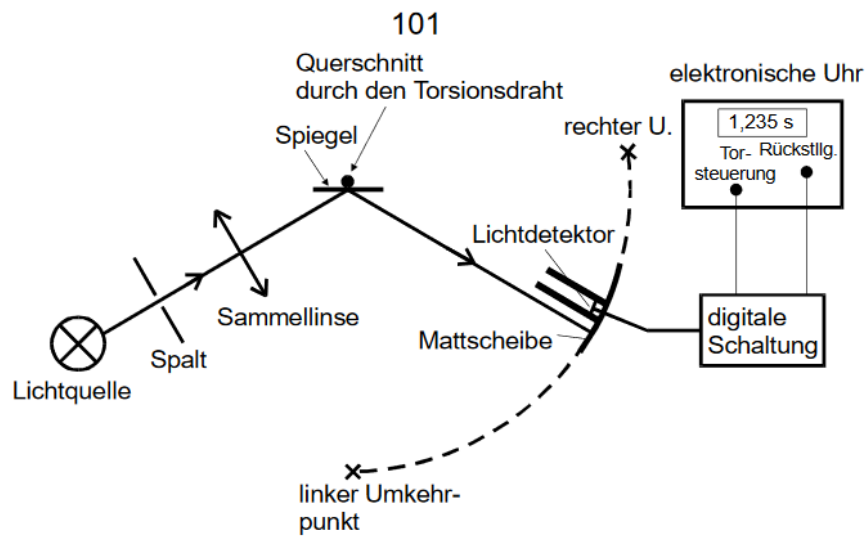 101
Querschnitt
durch den Torsionsdraht
Spiegel
elektronische Uhr
rechter U.
1,235 s
Tor-
steuerung
Rückstllg.
Lichtdetektor
Sammellinse
Mattscheibe
digitale
Schaltung
Spalt
Lichtquelle
linker Umkehr-
punkt